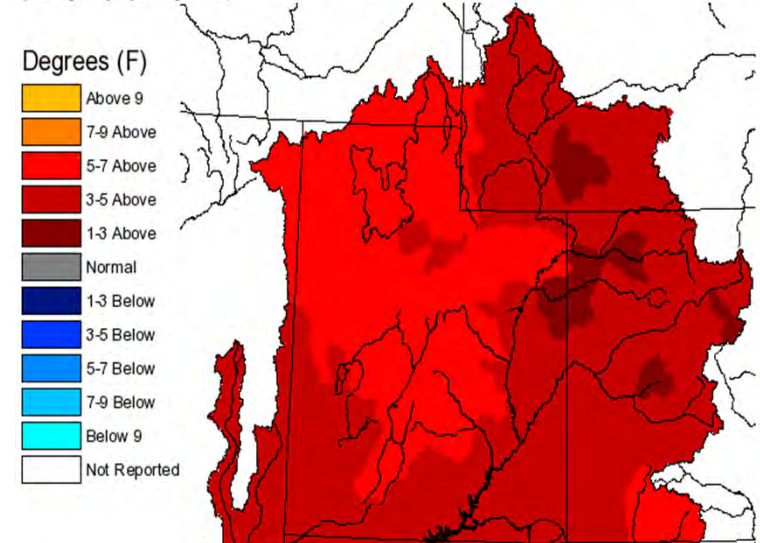 Degrees (F)
Above 9
7-9 Above
5-7 Above
3-5 Above
1-3 Above
Normal
1-3 Below
3-5 Below
5-7 Below
7-9 Below
Below 9
Not Reported